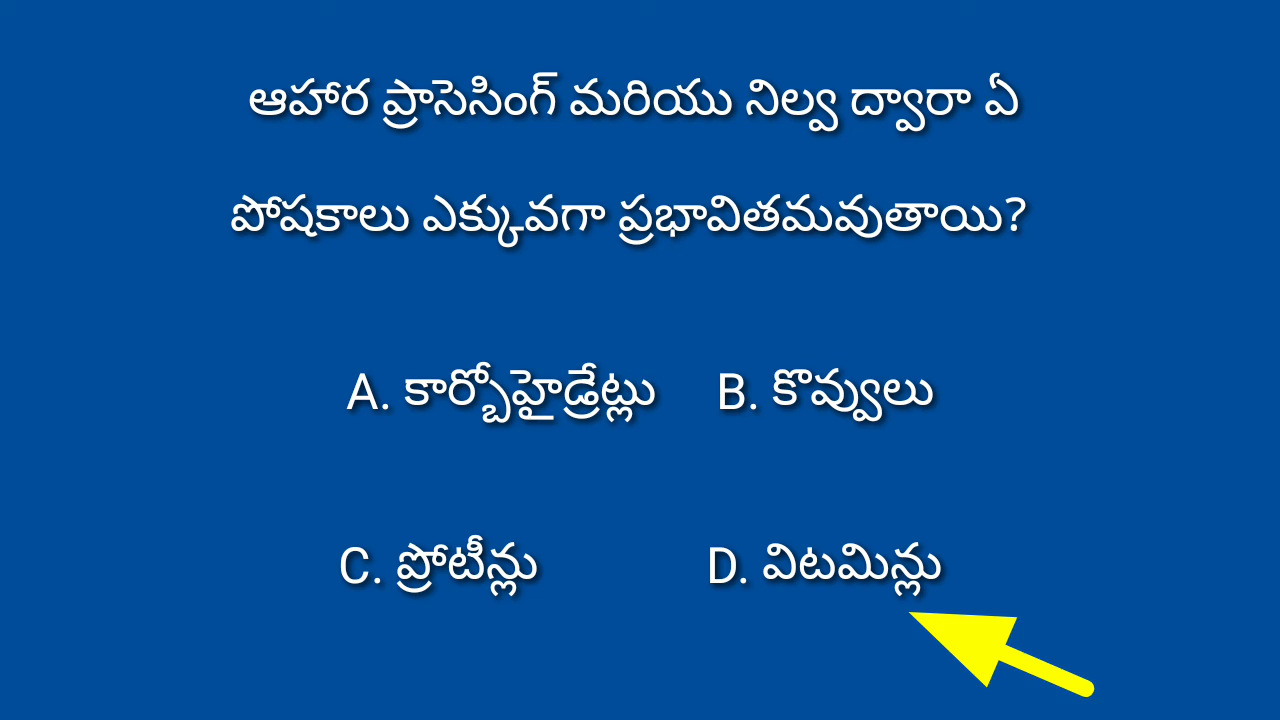 ఆహార ప్రాసెసింగ్ మరియు నిల్వ ద్వారా ఏ
పోషకాలు ఎక్కువగా ప్రభావితమవుతాయి?
A. కార్బోహైడ్రేట్లు B. కొవ్వులు
C. ప్రోటీన్లు D. విటమిన్లు